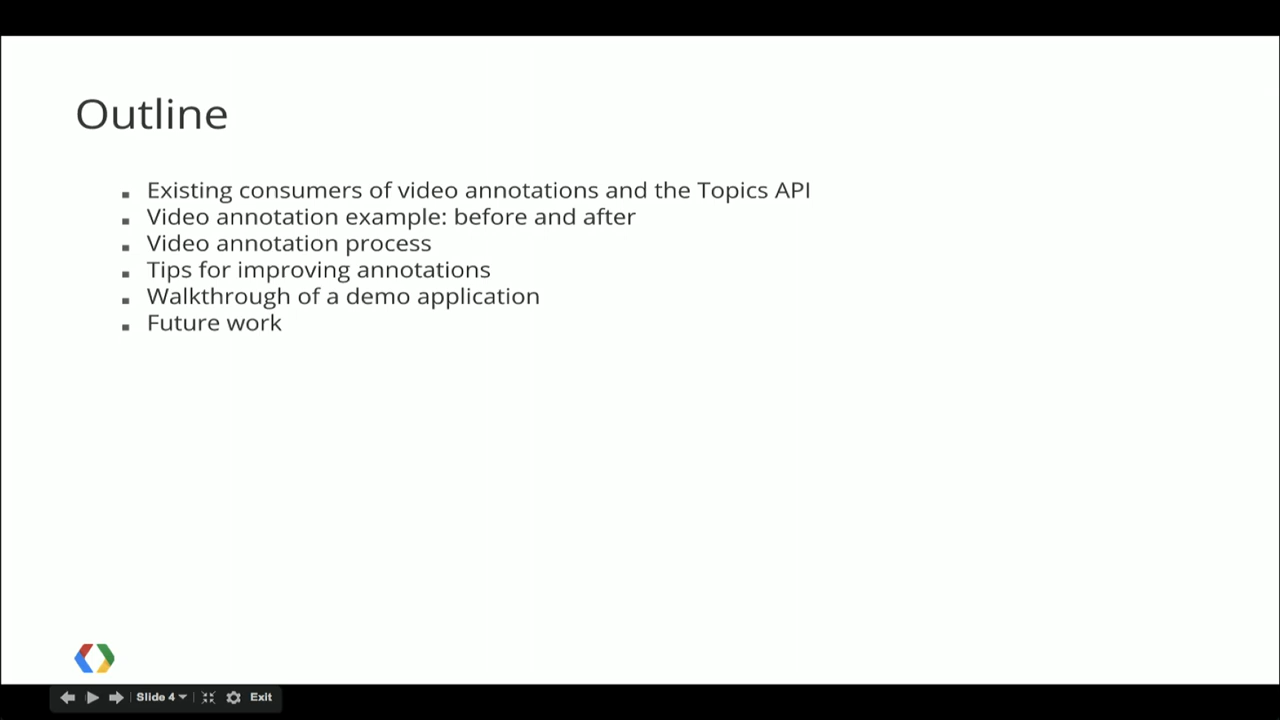 Outline
Existing consumers of video annotations and the Topics API
Video annotation example: before and after
Video annotation process
Tips for improving annotations
Walkthrough of a demo application
Future work
Slide 4 Exit